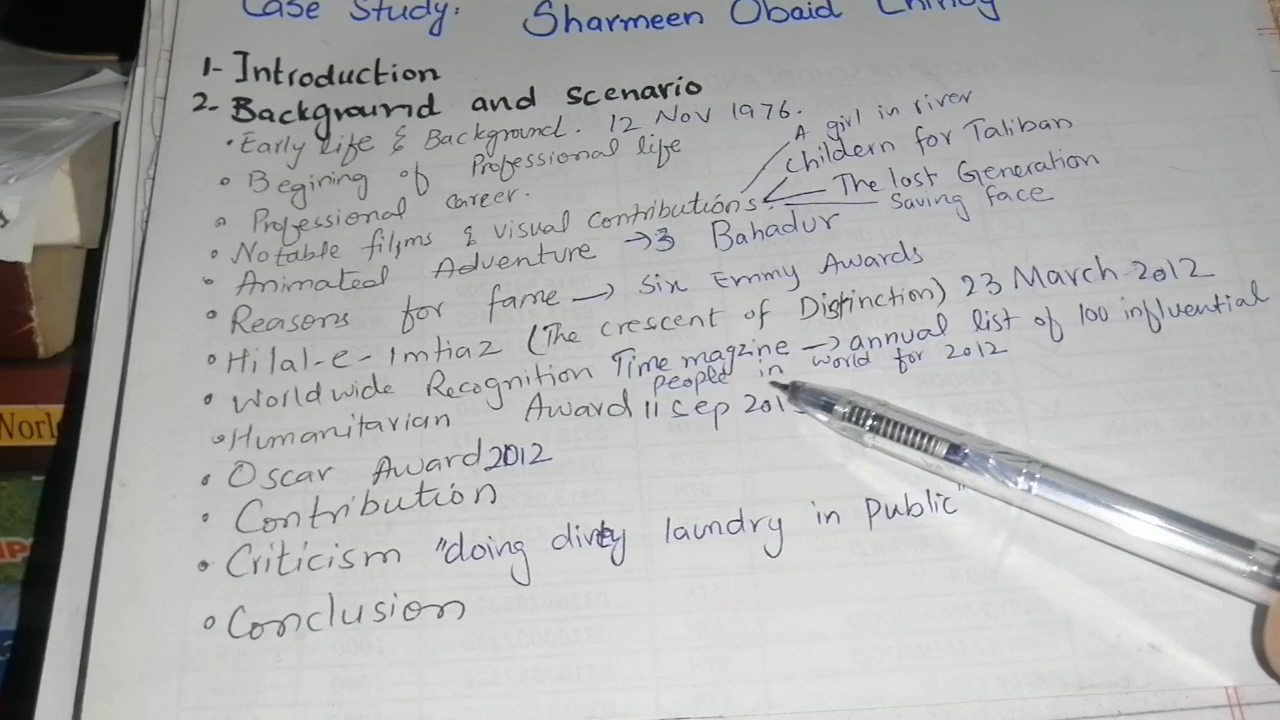 Case Study: Sharmeen Obaid Chinoy
1- Introduction
2- Background and scenario
• Early Life & Background. 12 Nov 1976.
• Begining of Professional life
• Professional career.
• Notable films & visual contributions.
A girl in river
Childern for Taliban
The lost Generation
Saving face
• Animated Adventure → 3 Bahadur
• Reasons for fame → Six Emmy Awards
• Hilal-e-Imtiaz (The crescent of Distinction) 23 March 2012
• Worldwide Recognition Time magzine → annual list of 100 influential
people in world for 2012
• Humanitarian Award 11 Sep
• Oscar Award 2012
• Contribution
• Criticism "doing dirty laundry in public"
• Conclusion